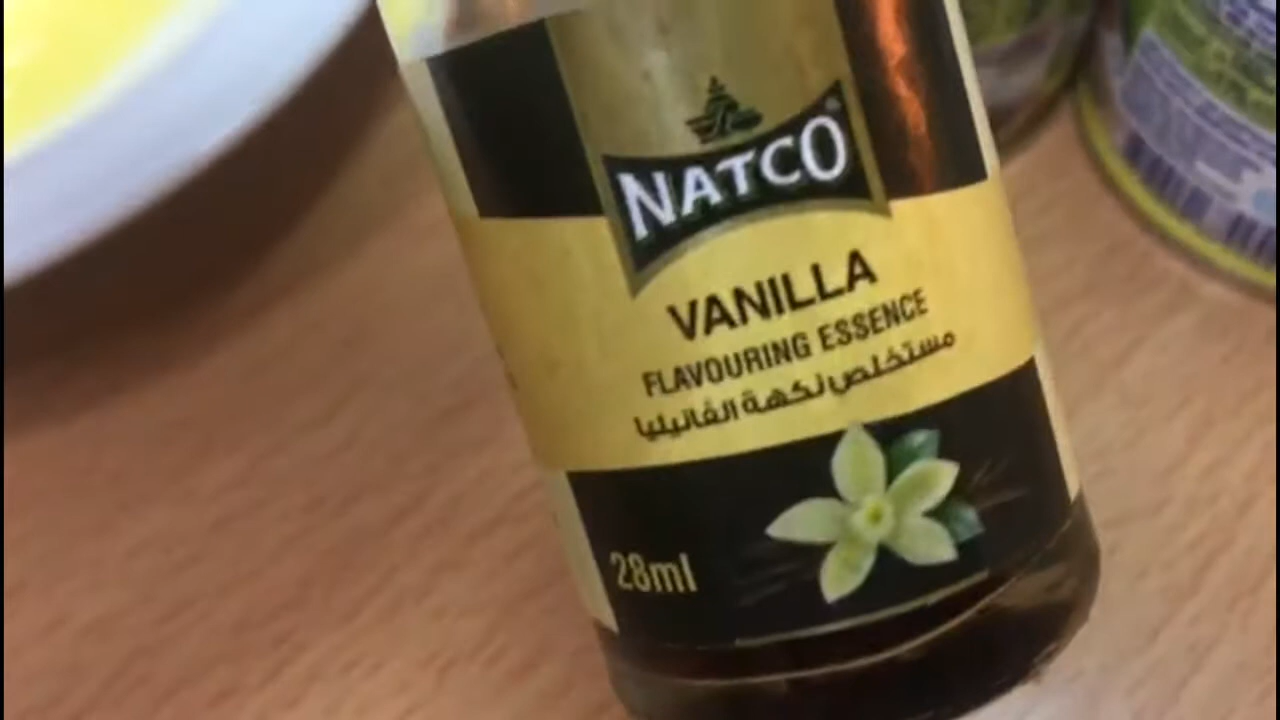 NATCO®
VANILLA
FLAVOURING ESSENCE
مستخلص نكهة الفانيليا
28ml